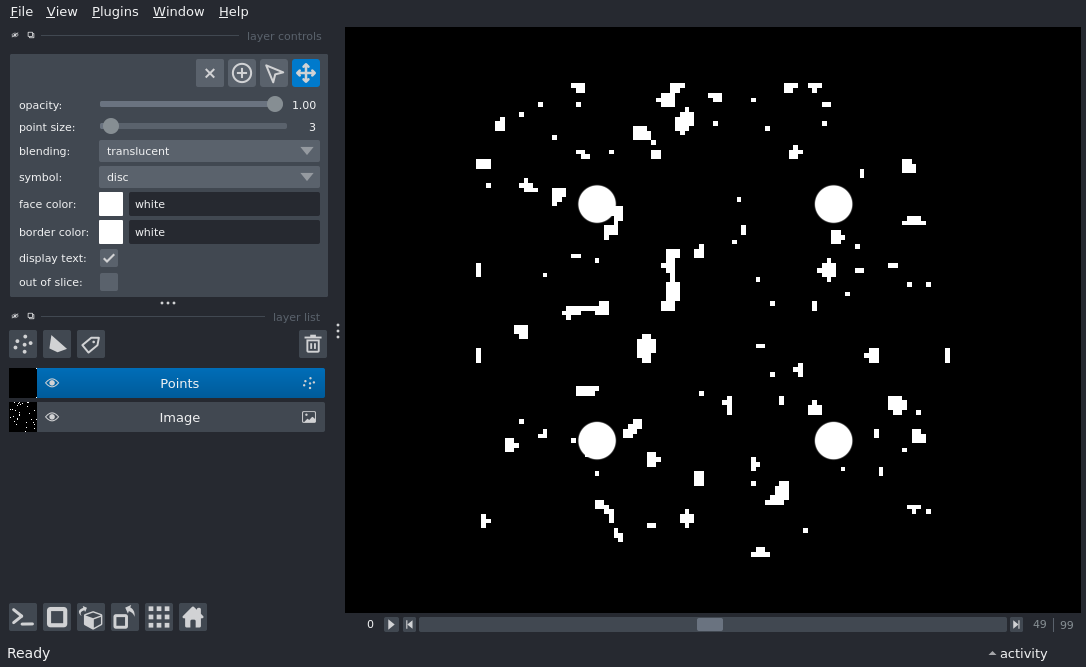 File View Plugins Window Help
layer controls
opacity: 1.00
point size: 3
blending: translucent
symbol: disc
face color: white
border color: white
display text:
out of slice:
layer list
Points
Image
0 49 | 99
Ready activity